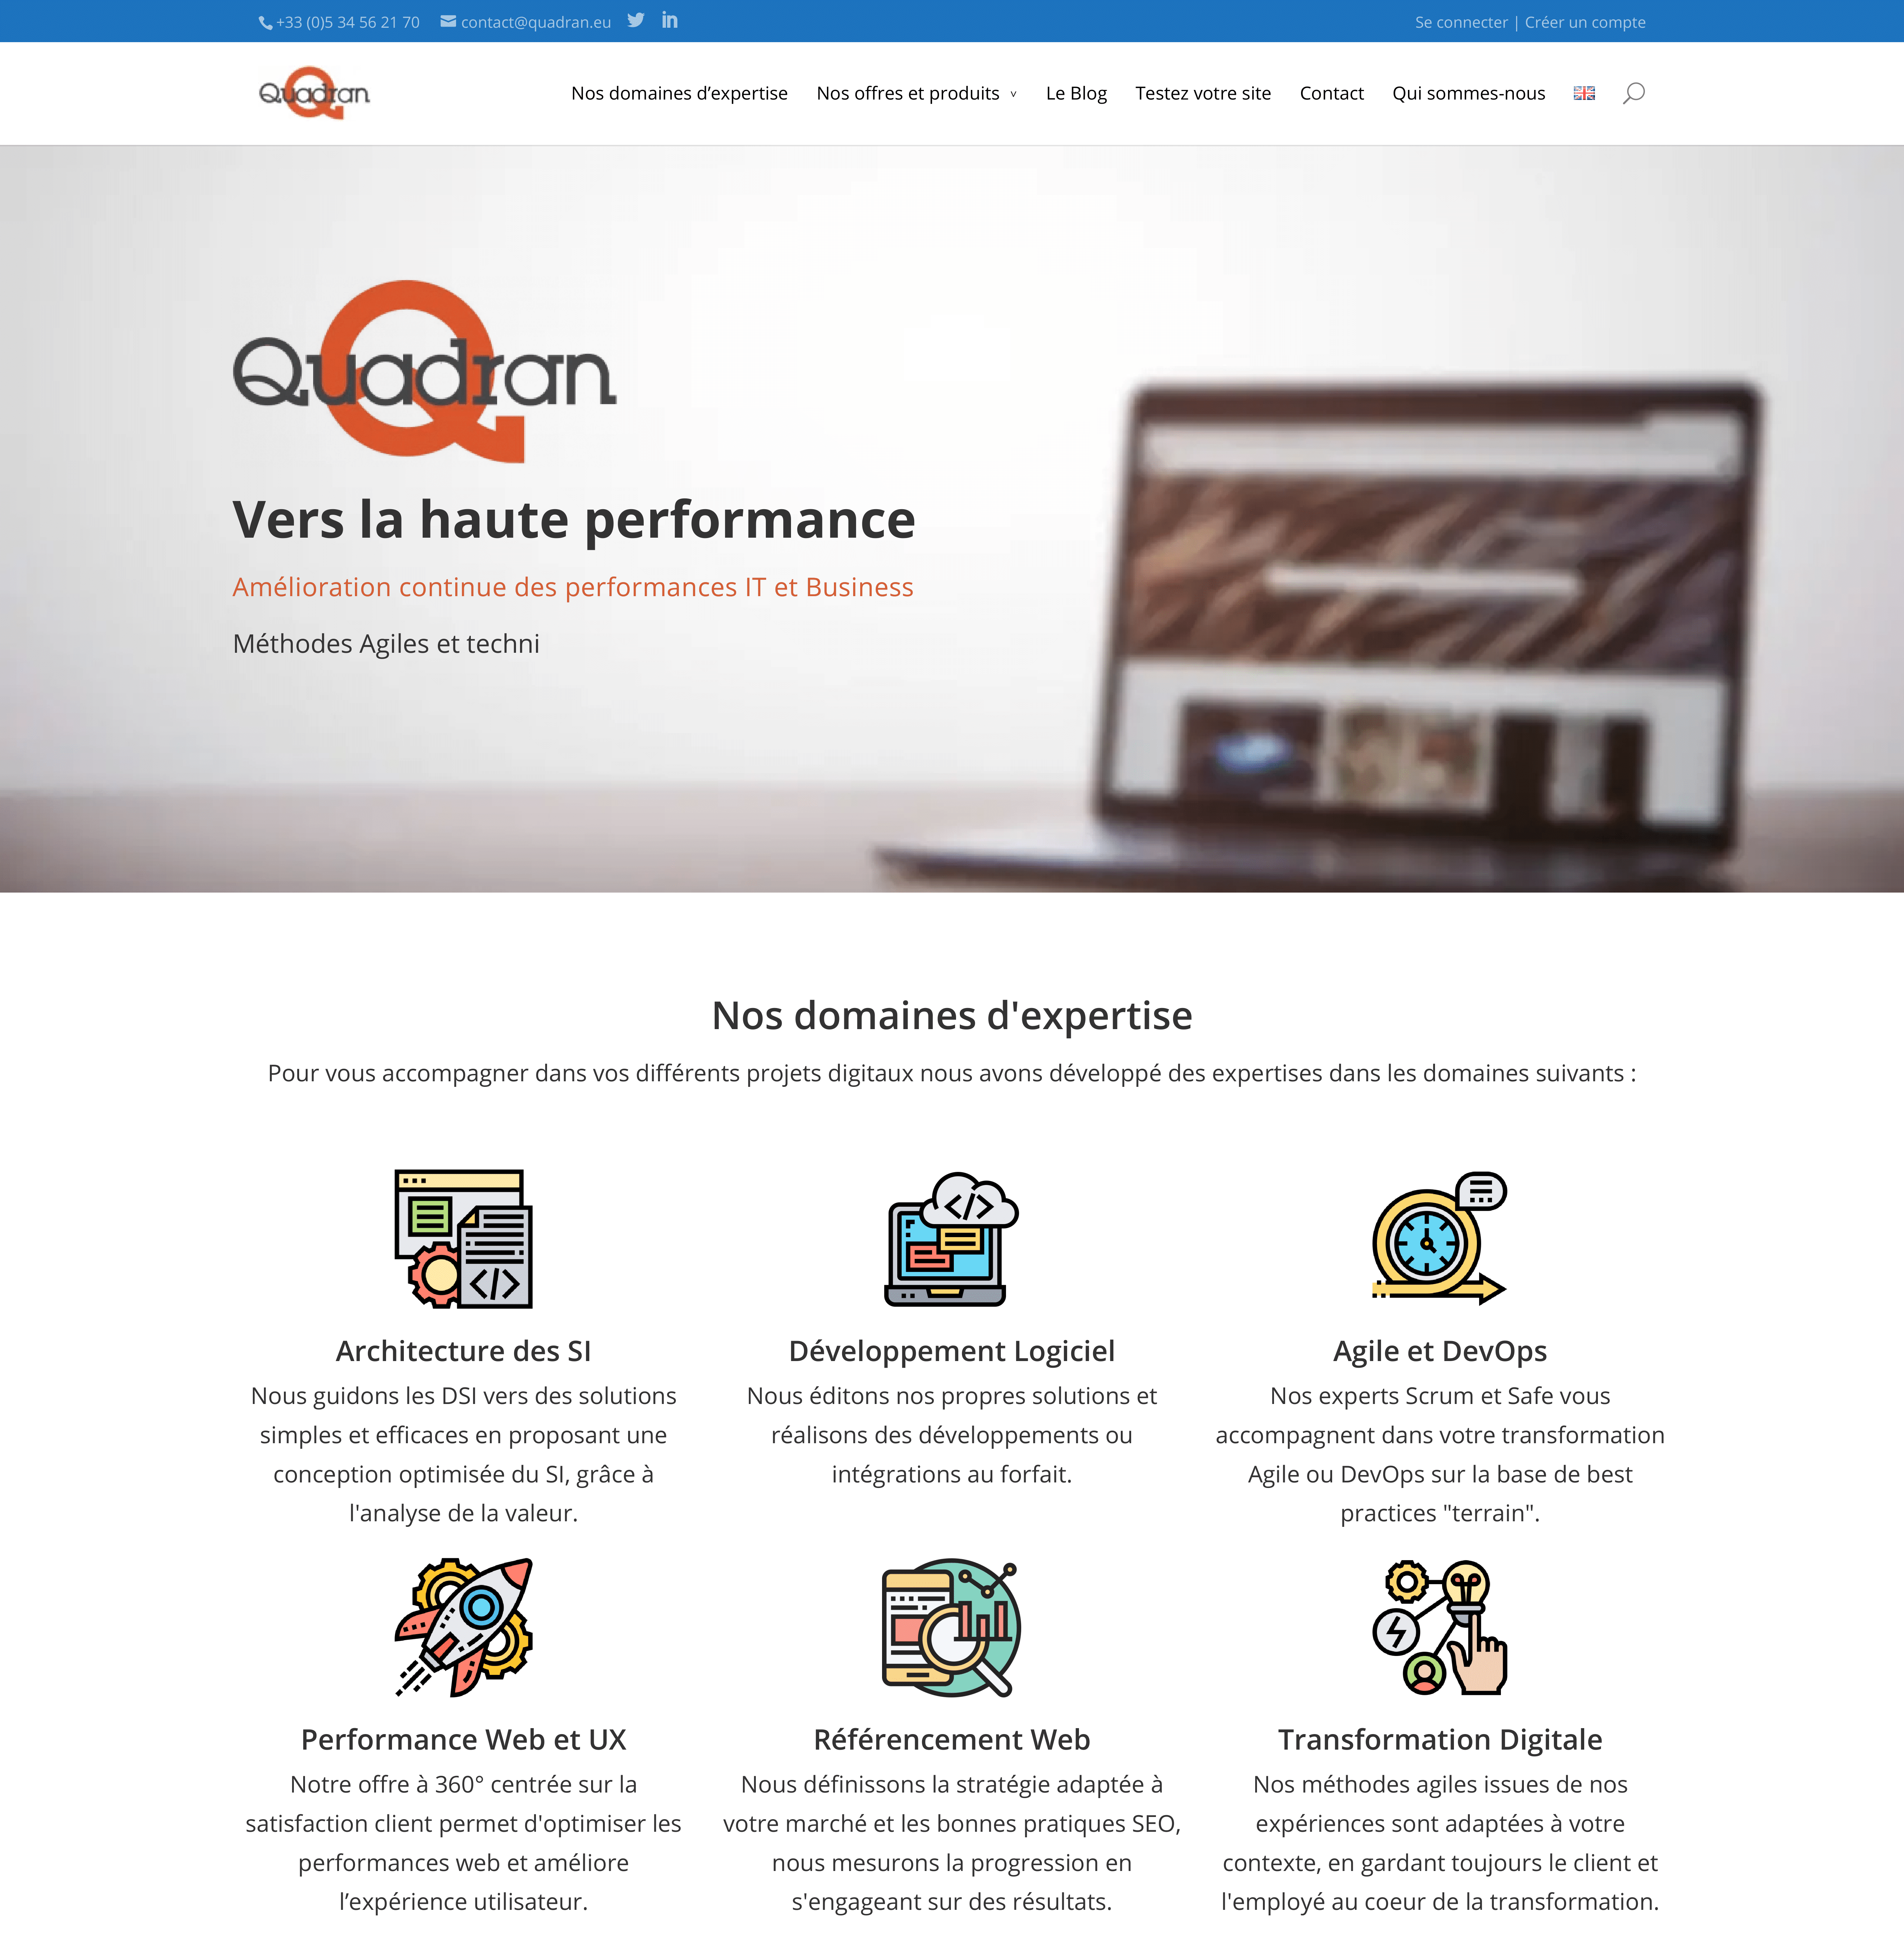 +33 (0)5 34 56 21 70 contact@quadran.eu Se connecter | Créer un compte
Quadran Nos domaines d’expertise Nos offres et produits Le Blog Testez votre site Contact Qui sommes-nous
Quadran
Vers la haute performance
Amélioration continue des performances IT et Business
Méthodes Agiles et techni
Nos domaines d'expertise
Pour vous accompagner dans vos différents projets digitaux nous avons développé des expertises dans les domaines suivants :
Architecture des SI
Nous guidons les DSI vers des solutions
simples et efficaces en proposant une
conception optimisée du SI, grâce à
l'analyse de la valeur.
Développement Logiciel
Nous éditons nos propres solutions et
réalisons des développements ou
intégrations au forfait.
Agile et DevOps
Nos experts Scrum et Safe vous
accompagnent dans votre transformation
Agile ou DevOps sur la base de best
practices "terrain".
Performance Web et UX
Notre offre à 360° centrée sur la
satisfaction client permet d'optimiser les
performances web et améliore
l’expérience utilisateur.
Référencement Web
Nous définissons la stratégie adaptée à
votre marché et les bonnes pratiques SEO,
nous mesurons la progression en
s'engageant sur des résultats.
Transformation Digitale
Nos méthodes agiles issues de nos
expériences sont adaptées à votre
contexte, en gardant toujours le client et
l'employé au coeur de la transformation.